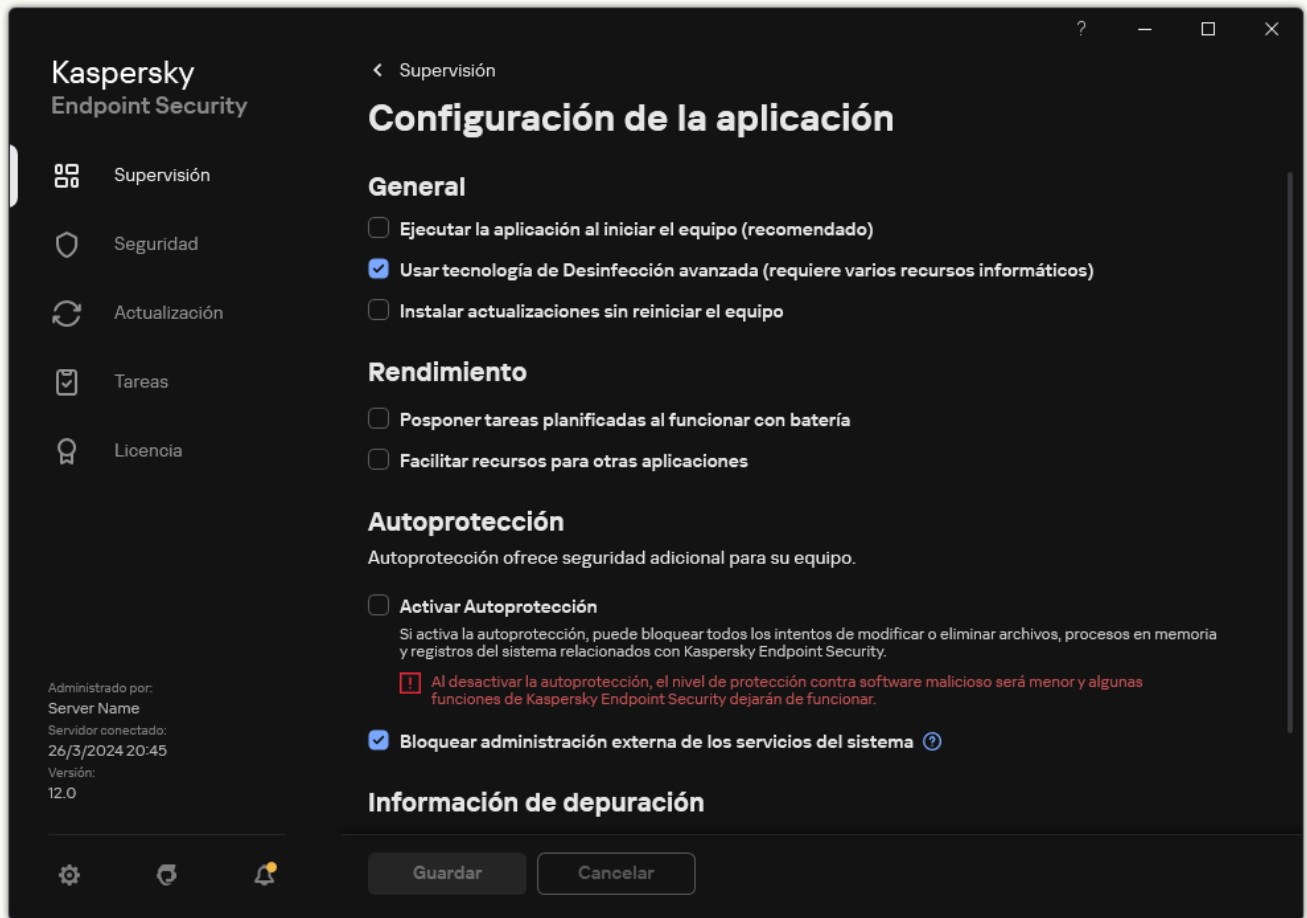 Kaspersky
Endpoint Security
Supervisión
Seguridad
Actualización
Tareas
Licencia
Administrado por:
Server Name
Servidor conectado:
26/3/2024 20:45
Versión:
12.0
?
Supervisión
Configuración de la aplicación
General
Ejecutar la aplicación al iniciar el equipo (recomendado)
Usar tecnología de Desinfección avanzada (requiere varios recursos informáticos)
Instalar actualizaciones sin reiniciar el equipo
Rendimiento
Posponer tareas planificadas al funcionar con batería
Facilitar recursos para otras aplicaciones
Autoprotección
Autoprotección ofrece seguridad adicional para su equipo.
Activar Autoprotección
Si activa la autoprotección, puede bloquear todos los intentos de modificar o eliminar archivos, procesos en memoria
y registros del sistema relacionados con Kaspersky Endpoint Security.
Al desactivar la autoprotección, el nivel de protección contra software malicioso será menor y algunas
funciones de Kaspersky Endpoint Security dejarán de funcionar.
Bloquear administración externa de los servicios del sistema ?
Información de depuración
Guardar
Cancelar